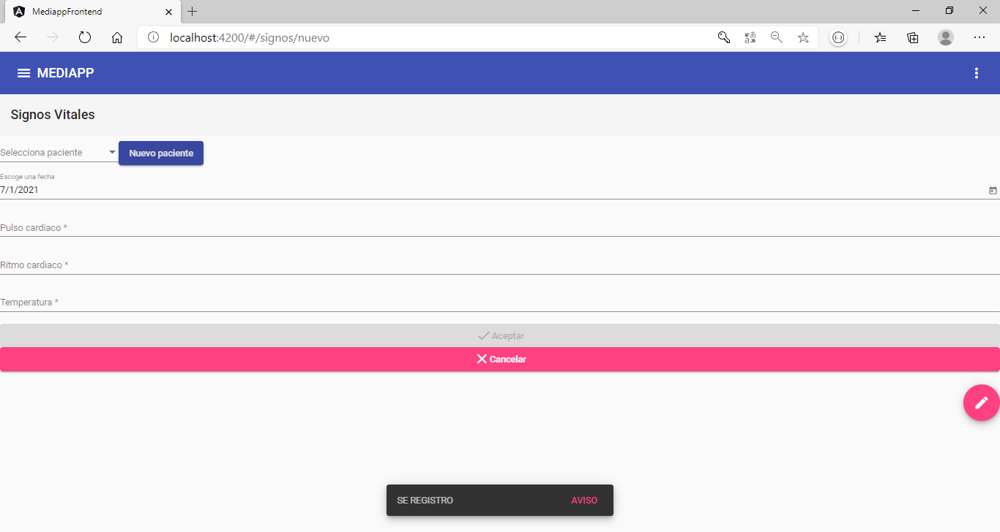 MediappFrontend
localhost:4200/#/signos/nuevo
MEDIAPP
Signos Vitales
Selecciona paciente
Nuevo paciente
Escoge una fecha
7/1/2021
Pulso cardiaco *
Ritmo cardiaco *
Temperatura *
Aceptar
Cancelar
SE REGISTRO AVISO